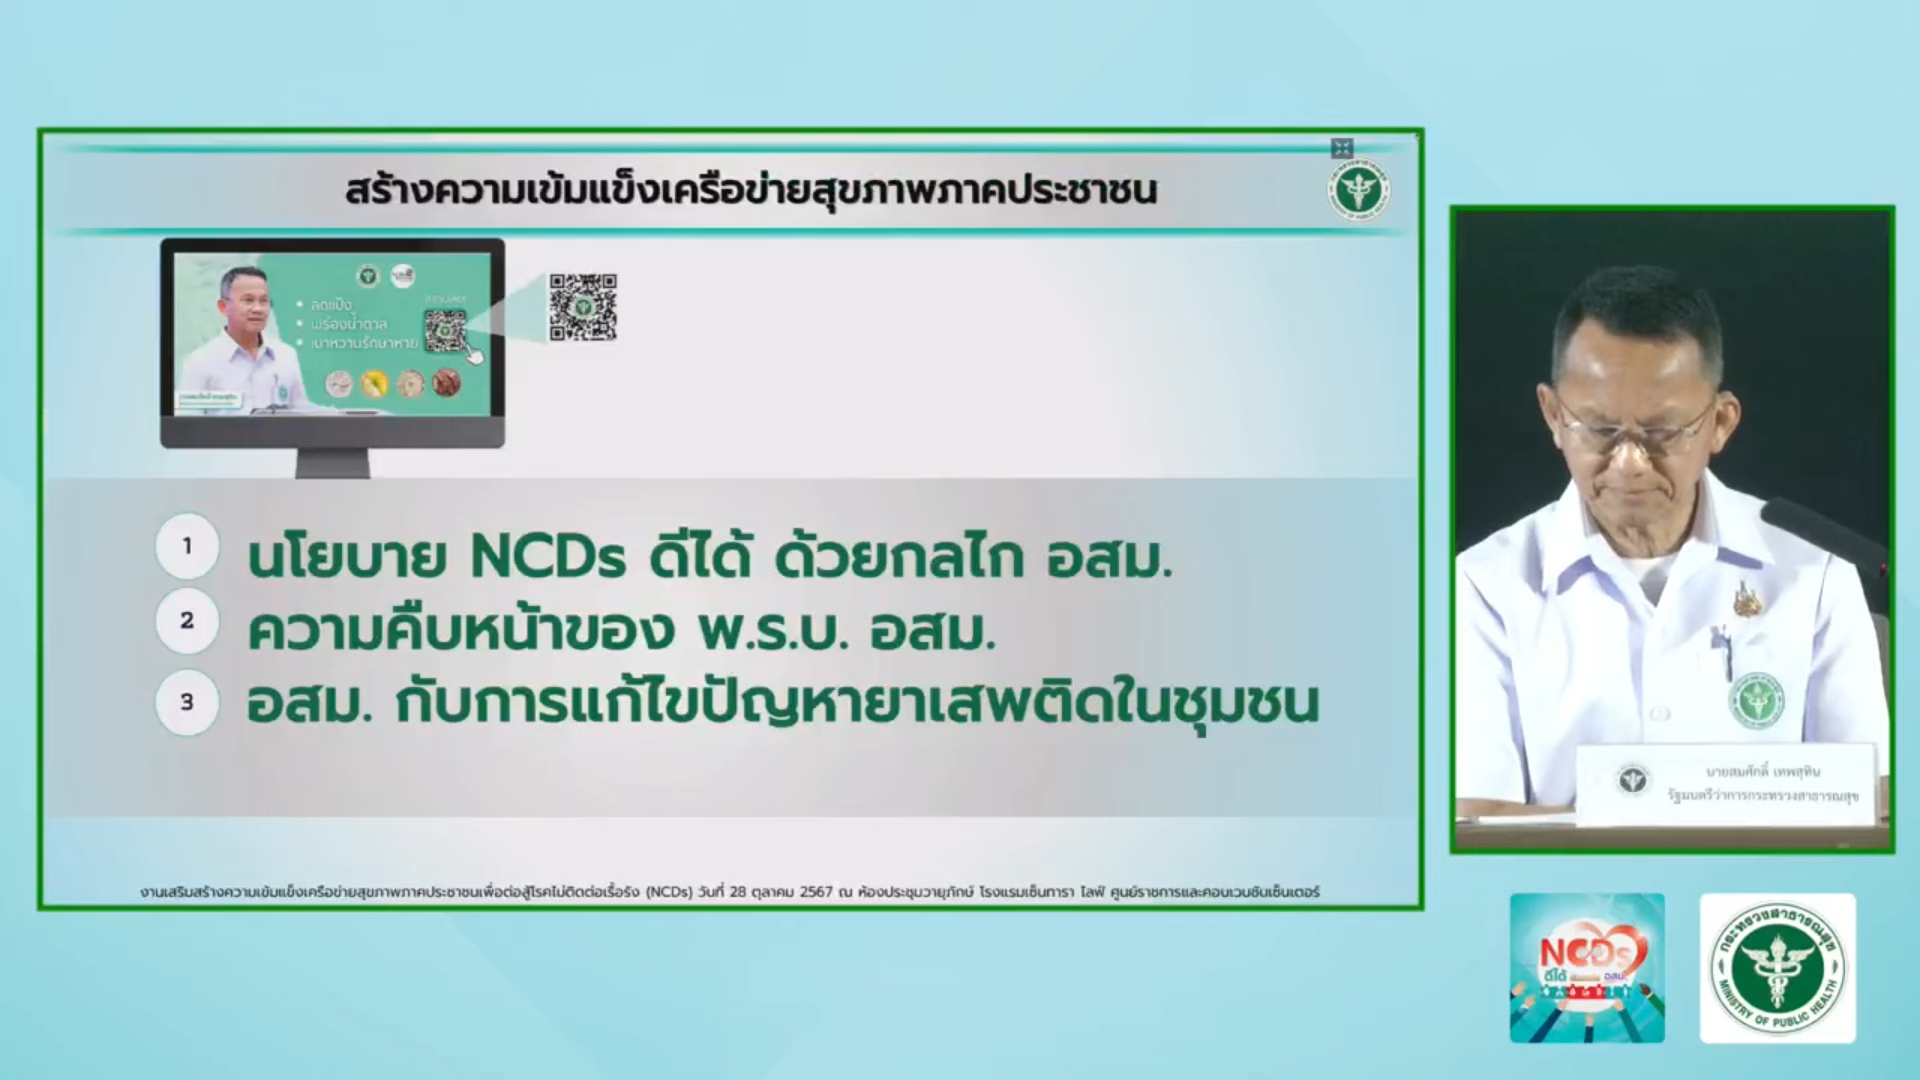 สร้างความเข้มแข็งเครือข่ายสุขภาพภาคประชาชน
• ลดแป้ง
• พร่องน้ำตาล
• เบาหวานรักษาหาย
1 นโยบาย NCDs ดีได้ ด้วยกลไก อสม.
2 ความคืบหน้าของ พ.ร.บ. อสม.
3 อสม. กับการแก้ไขปัญหายาเสพติดในชุมชน
งานเสริมสร้างความเข้มแข็งเครือข่ายสุขภาพภาคประชาชนเพื่อต่อสู้โรคไม่ติดต่อเรื้อรัง (NCDs) วันที่ 28 ตุลาคม 2567 ณ ห้องประชุมวายุภักษ์ โรงแรมเซ็นทารา ไลฟ์ ศูนย์ราชการและคอนเวนชันเซ็นเตอร์
นายสมศักดิ์ เทพสุทิน
รัฐมนตรีว่าการกระทรวงสาธารณสุข
NCDs
ดีได้ อสม.
กระทรวงสาธารณสุข
MINISTRY OF PUBLIC HEALTH